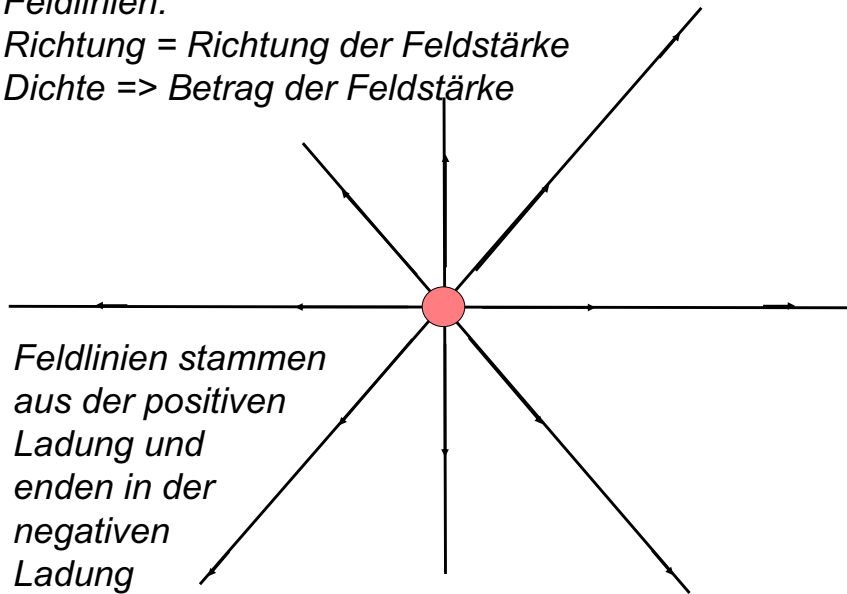 Feldlinien:
Richtung = Richtung der Feldstärke
Dichte => Betrag der Feldstärke
Feldlinien stammen
aus der positiven
Ladung und
enden in der
negativen
Ladung